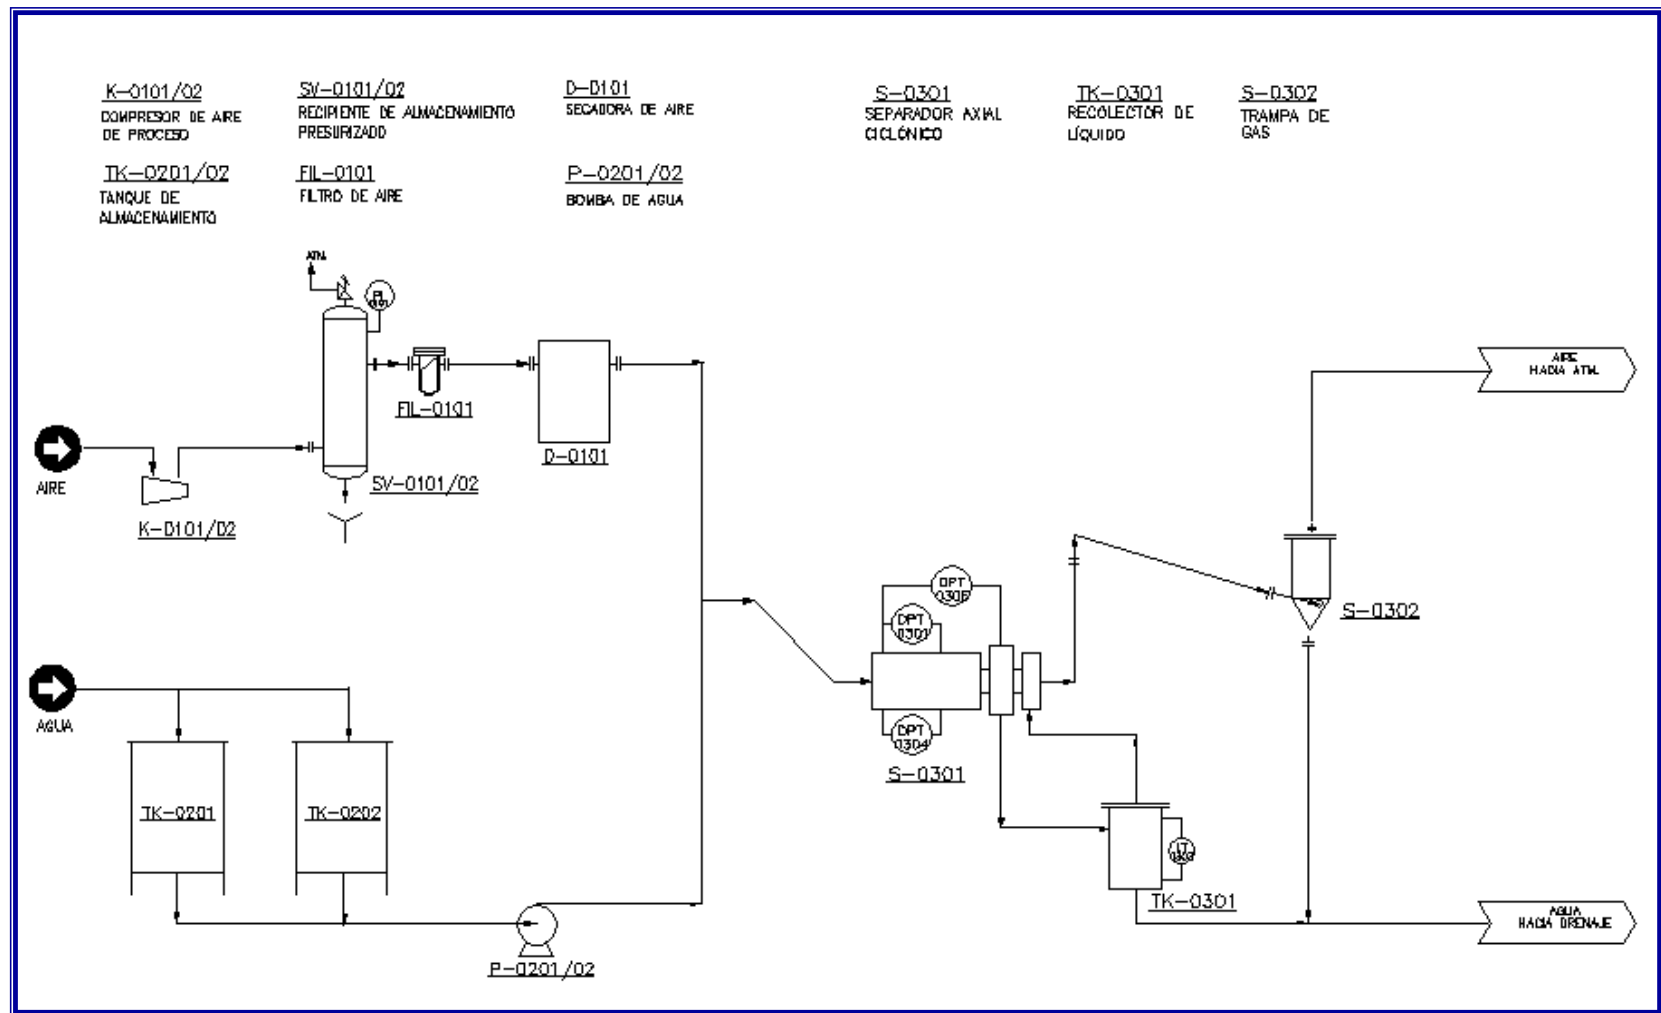 K-0101/02
COMPRESOR DE AIRE
DE PROCESO
SV-0101/02
RECIPIENTE DE ALMACENAMIENTO
PRESURIZADO
D-0101
SECADORA DE AIRE
S-0301
SEPARADOR AXIAL
CICLÓNICO
TK-0301
RECOLECTOR DE
LÍQUIDO
S-0302
TRAMPA DE
GAS
TK-0201/02
TANQUE DE
ALMACENAMIENTO
FIL-0101
FILTRO DE AIRE
P-0201/02
BOMBA DE AGUA
ATM.
PI
FIL-0101
D-0101
SV-0101/02
AIRE
K-0101/02
AIRE
HACIA ATM.
DPT
DPT
0301
S-0302
AGUA
DPT
0304
S-0301
TK-0201
TK-0202
LT
TK-0301
AGUA
HACIA DRENAJE
P-0201/02